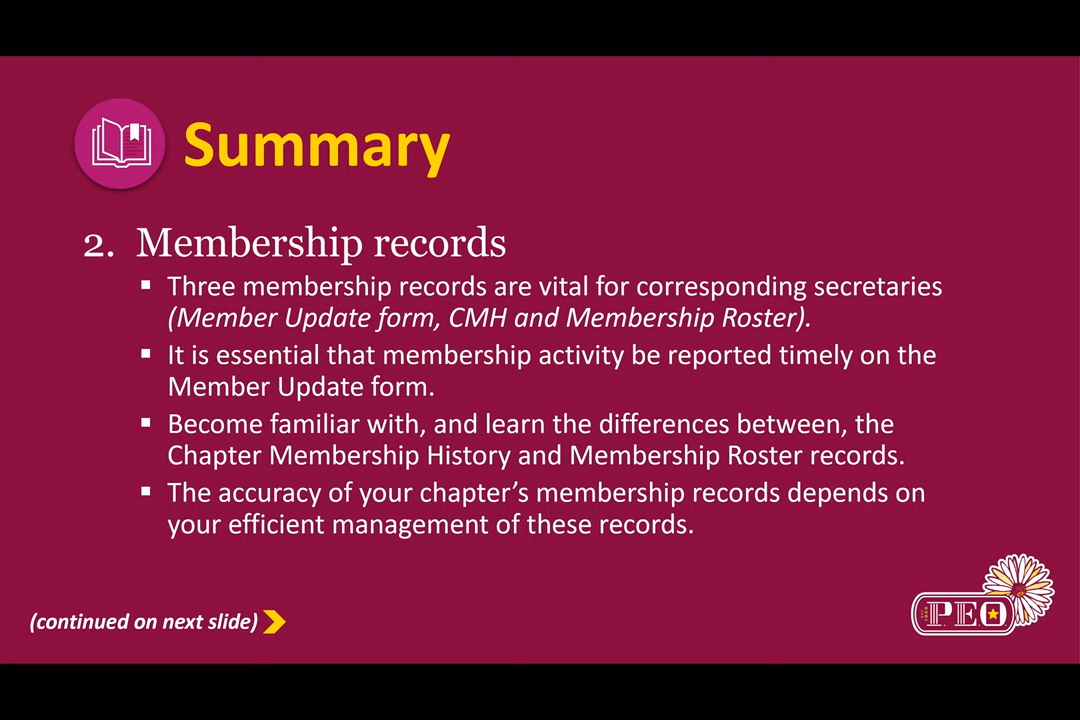 Summary
2. Membership records
▪ Three membership records are vital for corresponding secretaries
(Member Update form, CMH and Membership Roster).
▪ It is essential that membership activity be reported timely on the
Member Update form.
▪ Become familiar with, and learn the differences between, the
Chapter Membership History and Membership Roster records.
▪ The accuracy of your chapter’s membership records depends on
your efficient management of these records.
(continued on next slide)
PEO